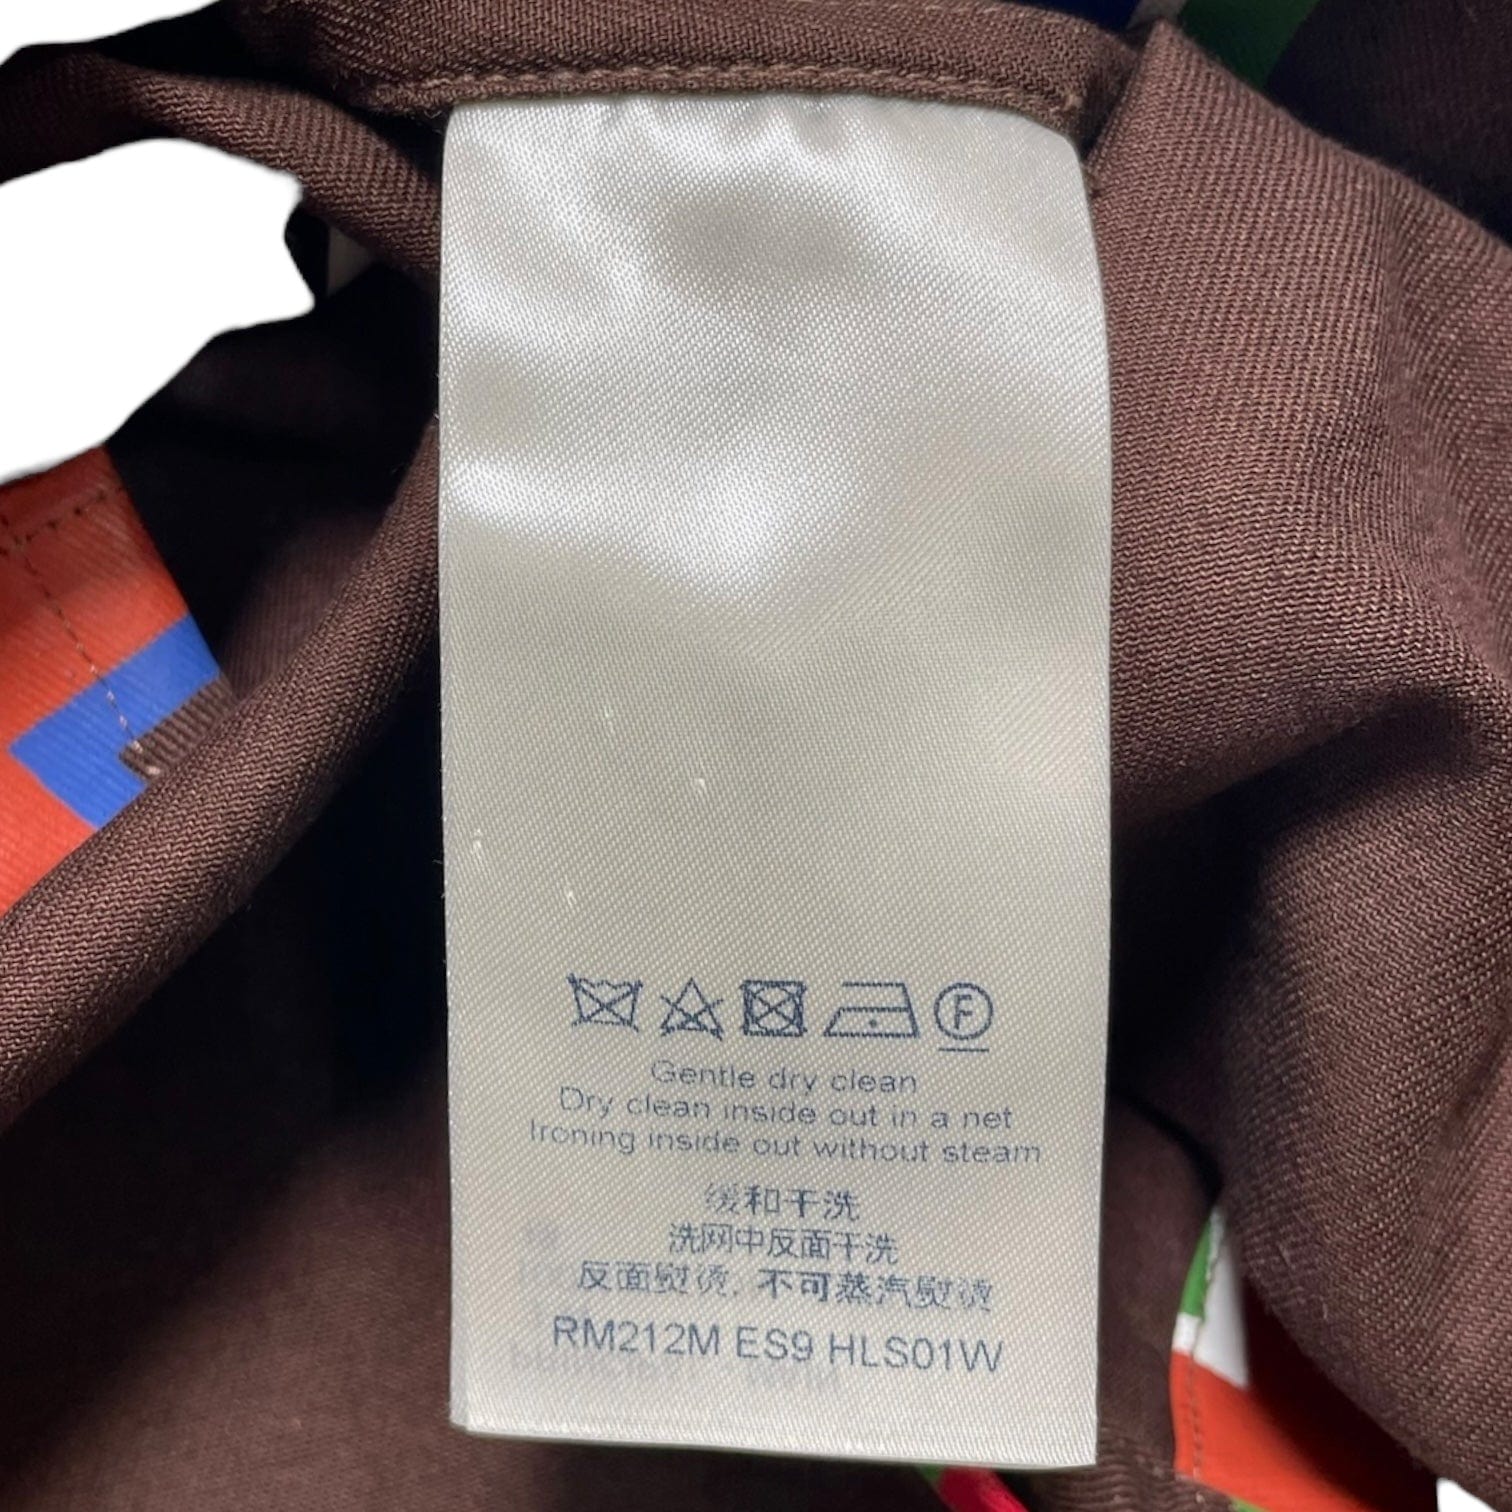 F
Gentle dry clean
Dry clean inside out in a net
Ironing inside out without steam
缓和干洗
洗网中反面干洗
反面熨烫, 不可蒸汽熨烫
RM212M ES9 HLS01W